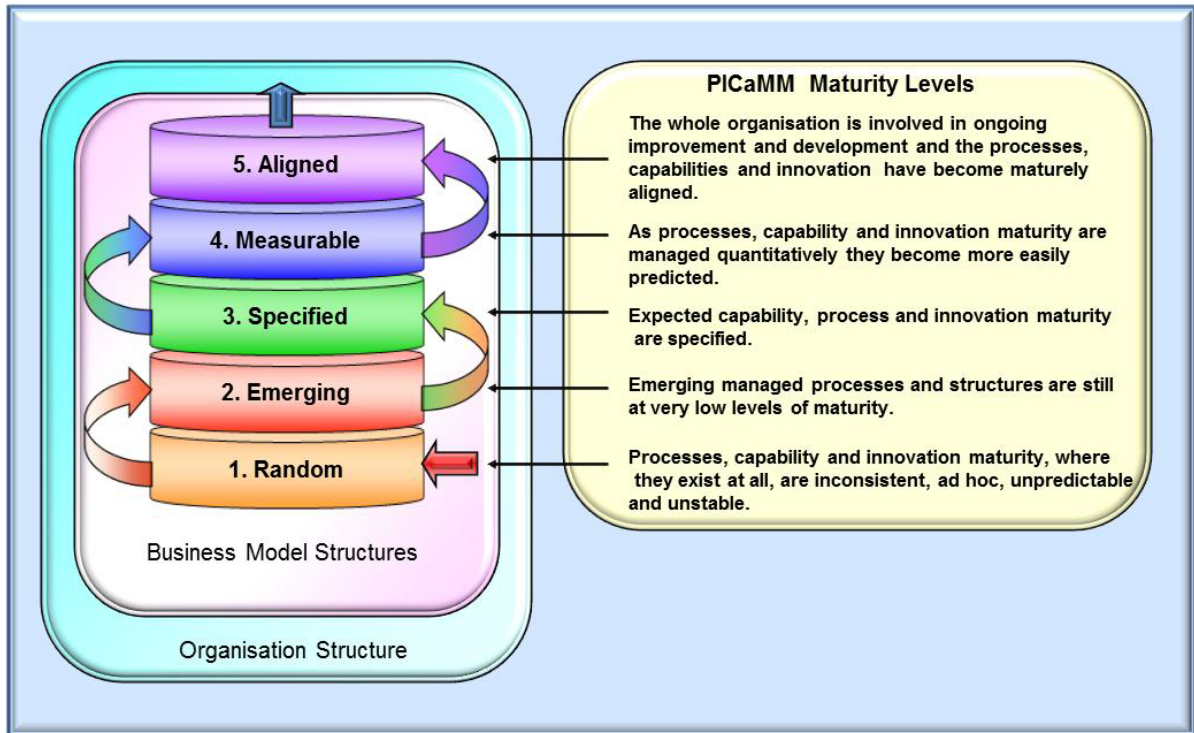 5. Aligned
4. Measurable
3. Specified
2. Emerging
1. Random
Business Model Structures
Organisation Structure
PICaMM Maturity Levels
The whole organisation is involved in ongoing
improvement and development and the processes,
capabilities and innovation have become maturely
aligned.
As processes, capability and innovation maturity are
managed quantitatively they become more easily
predicted.
Expected capability, process and innovation maturity
are specified.
Emerging managed processes and structures are still
at very low levels of maturity.
Processes, capability and innovation maturity, where
they exist at all, are inconsistent, ad hoc, unpredictable
and unstable.